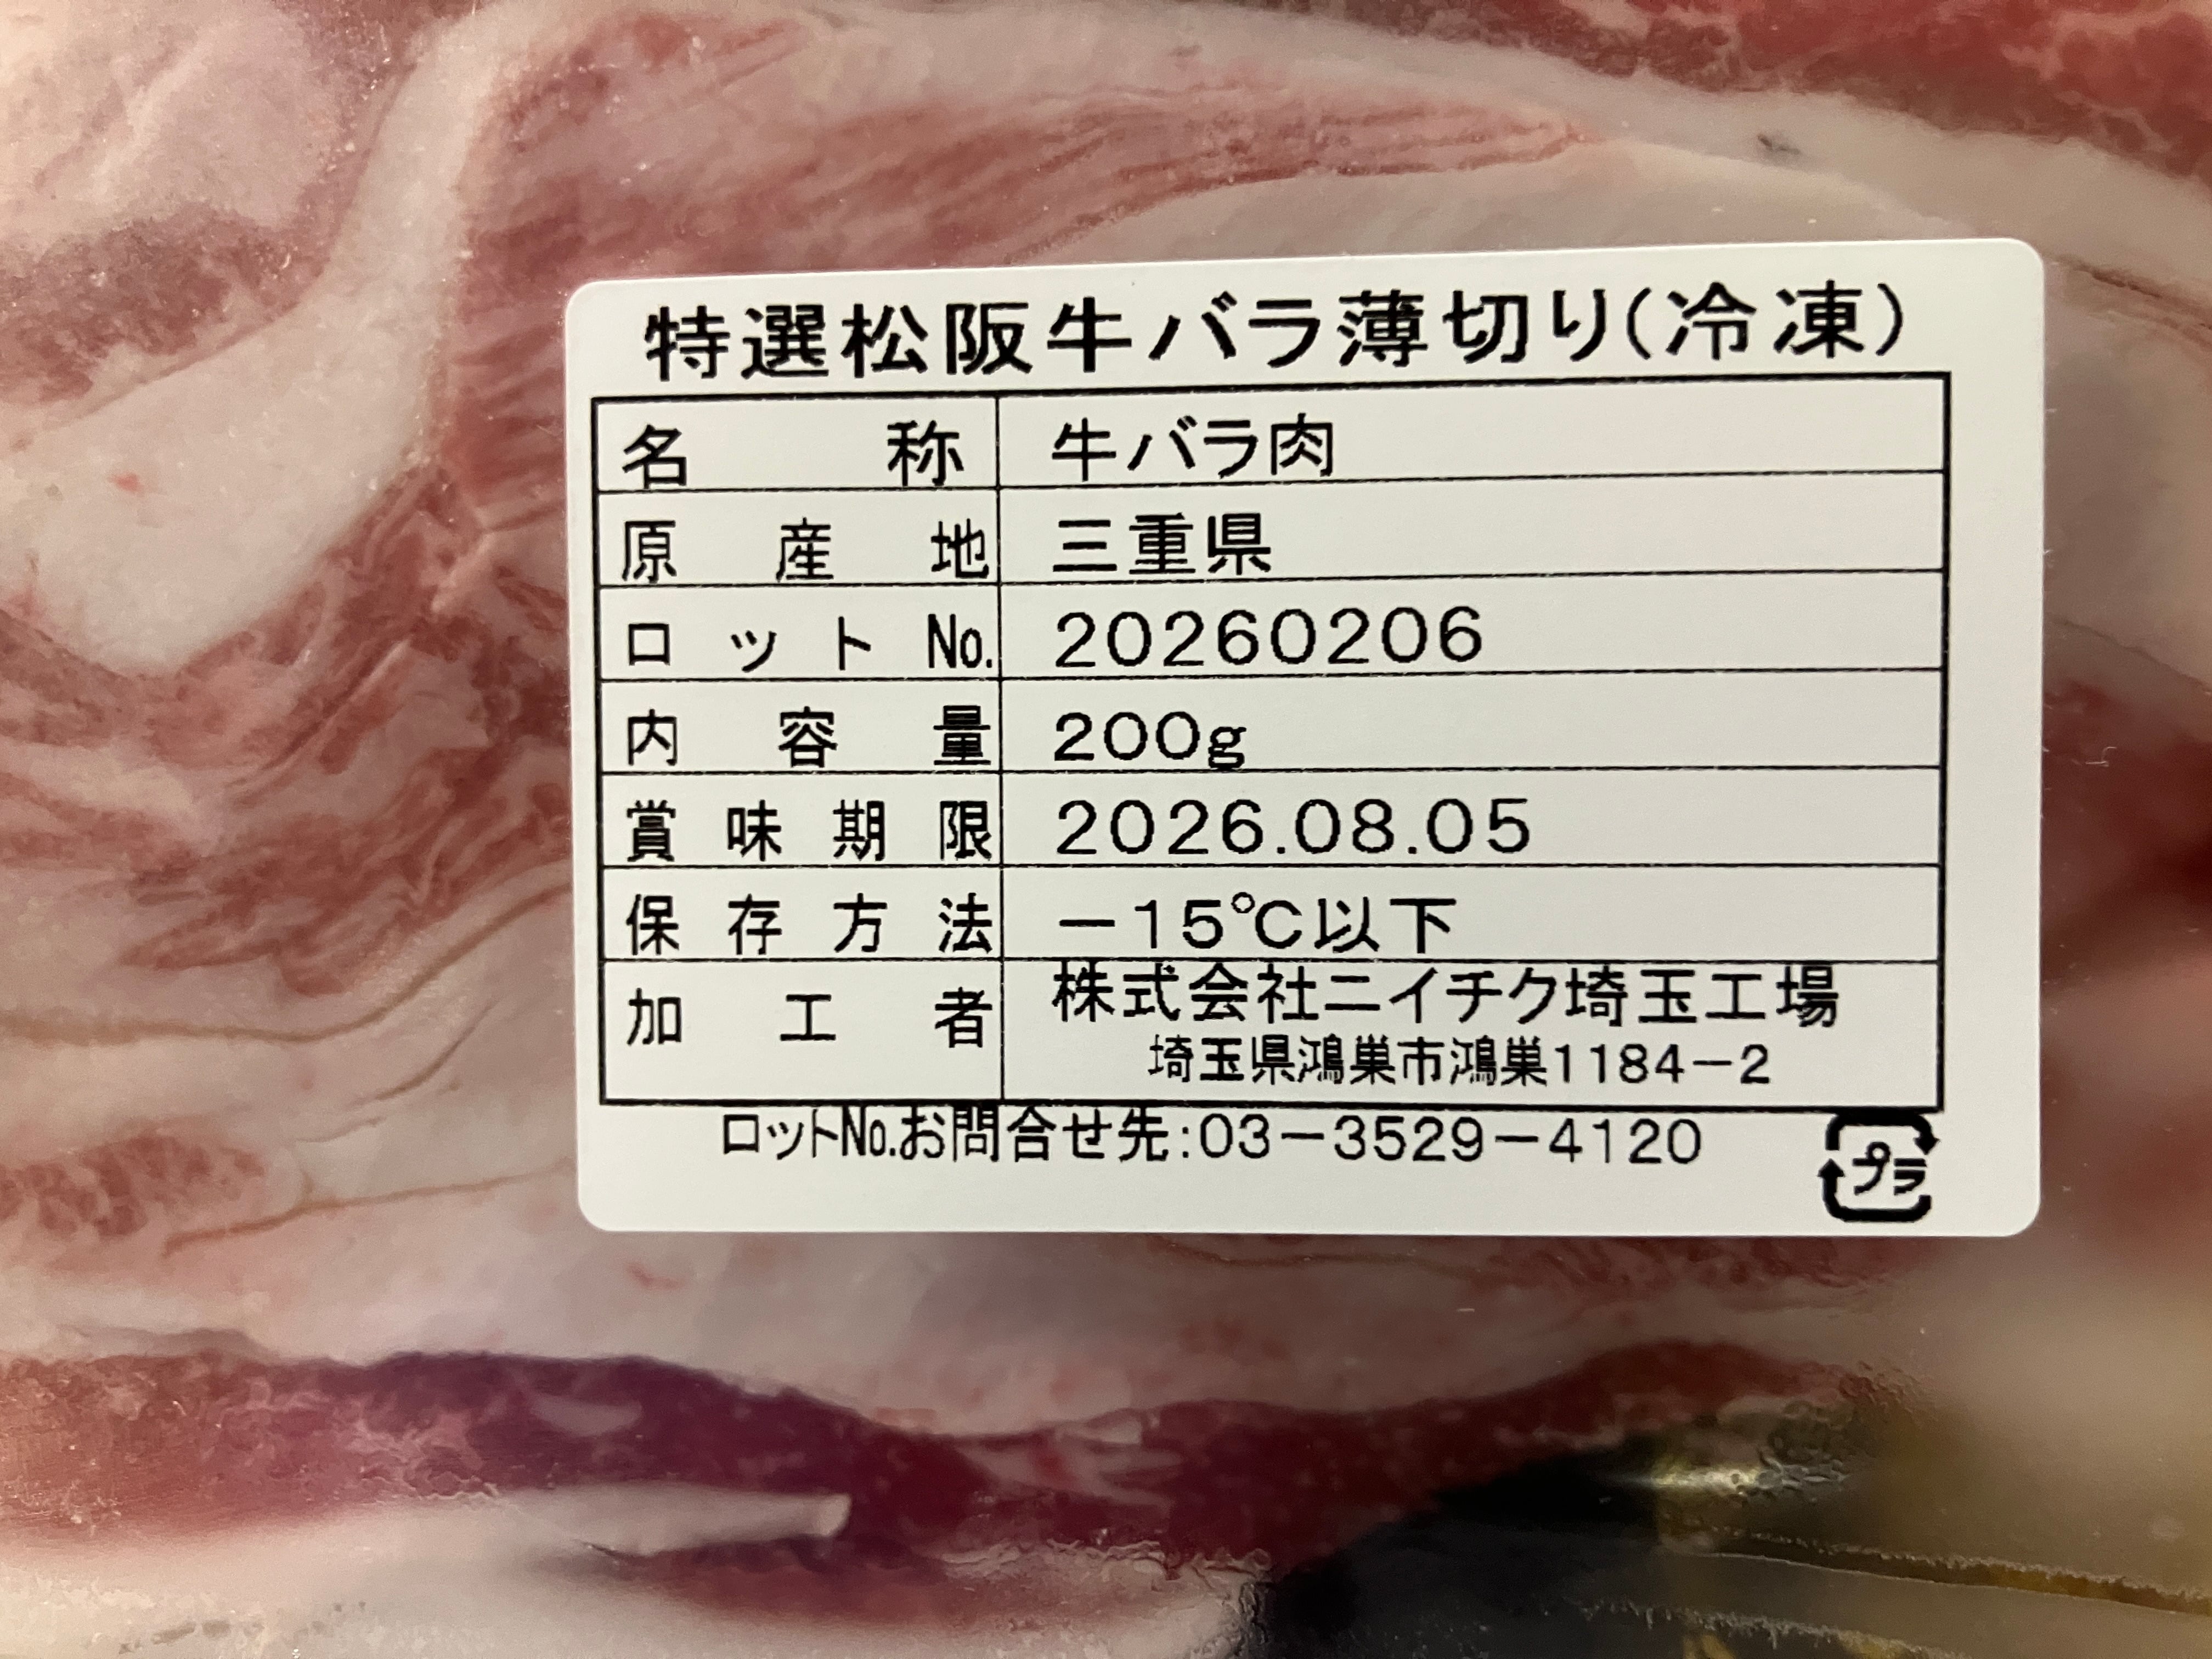 特選松阪牛バラ薄切り(冷凍)
名称 牛バラ肉
原産地 三重県
ロットNo. 20260206
内容量 200g
賞味期限 2026.08.05
保存方法 －15℃以下
加工者 株式会社ニイチク埼玉工場
埼玉県鴻巣市鴻巣1184－2
ロットNo.お問合せ先:03－3529－4120
プラ